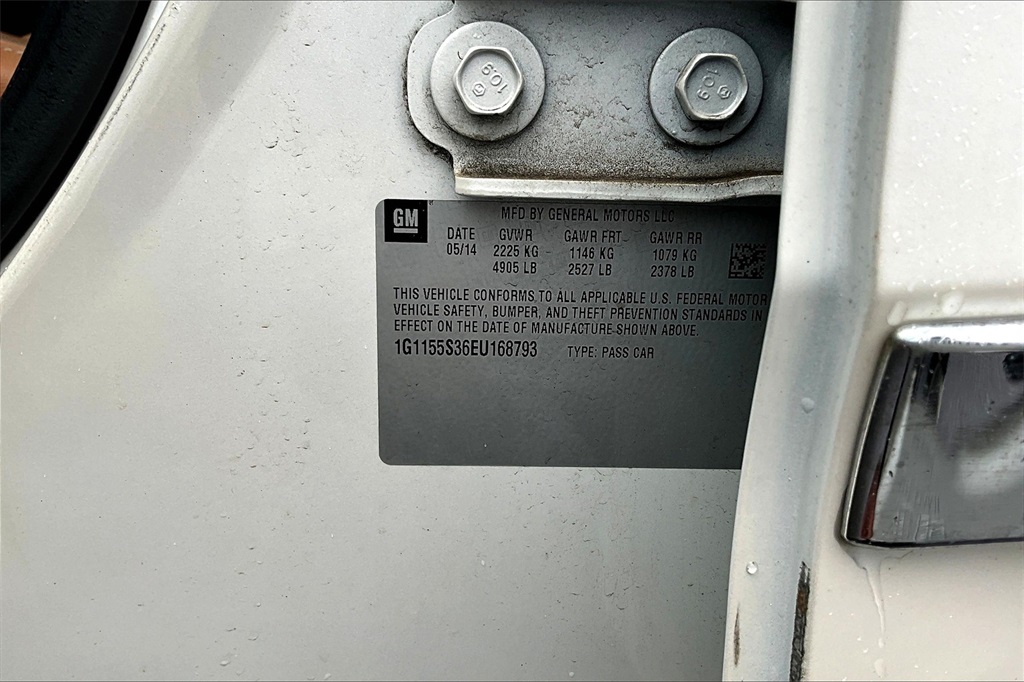 109
109
GM
MFD BY GENERAL MOTORS LLC
DATE GVWR GAWR FRT GAWR RR
05/14 2225 KG 1146 KG 1079 KG
4905 LB 2527 LB 2378 LB
THIS VEHICLE CONFORMS TO ALL APPLICABLE U.S. FEDERAL MOTOR
VEHICLE SAFETY, BUMPER, AND THEFT PREVENTION STANDARDS IN
EFFECT ON THE DATE OF MANUFACTURE SHOWN ABOVE.
1G1155S36EU168793 TYPE: PASS CAR